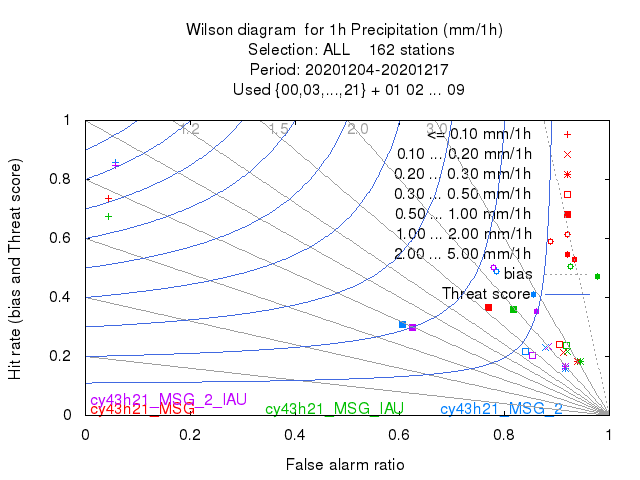 Wilson diagram  for 1h Precipitation (mm/1h)
Selection: ALL    162 stations
Period: 20201204-20201217
Used {00,03,...,21} + 01 02 ... 09
1.2 1.5 2.0 3.0
<= 0.10 mm/1h
0.10 ... 0.20 mm/1h
0.20 ... 0.30 mm/1h
0.30 ... 0.50 mm/1h
0.50 ... 1.00 mm/1h
1.00 ... 2.00 mm/1h
2.00 ... 5.00 mm/1h
bias
Threat score
1
0.8
0.6
0.4
0.2
0
Hit rate (bias and Threat score)
cy43h21_MSG_2_IAU
cy43h21_MSG cy43h21_MSG_IAU cy43h21_MSG_2
0 0.2 0.4 0.6 0.8 1
False alarm ratio